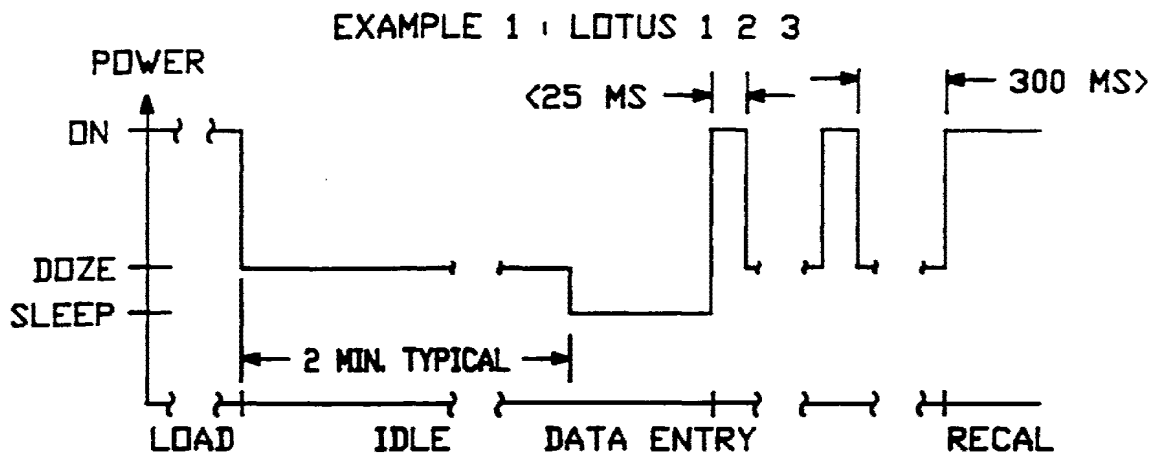 EXAMPLE 1 : LOTUS 1 2 3
POWER
<25 MS
300 MS>
ON
DOZE
SLEEP
2 MIN. TYPICAL
LOAD IDLE DATA ENTRY RECAL